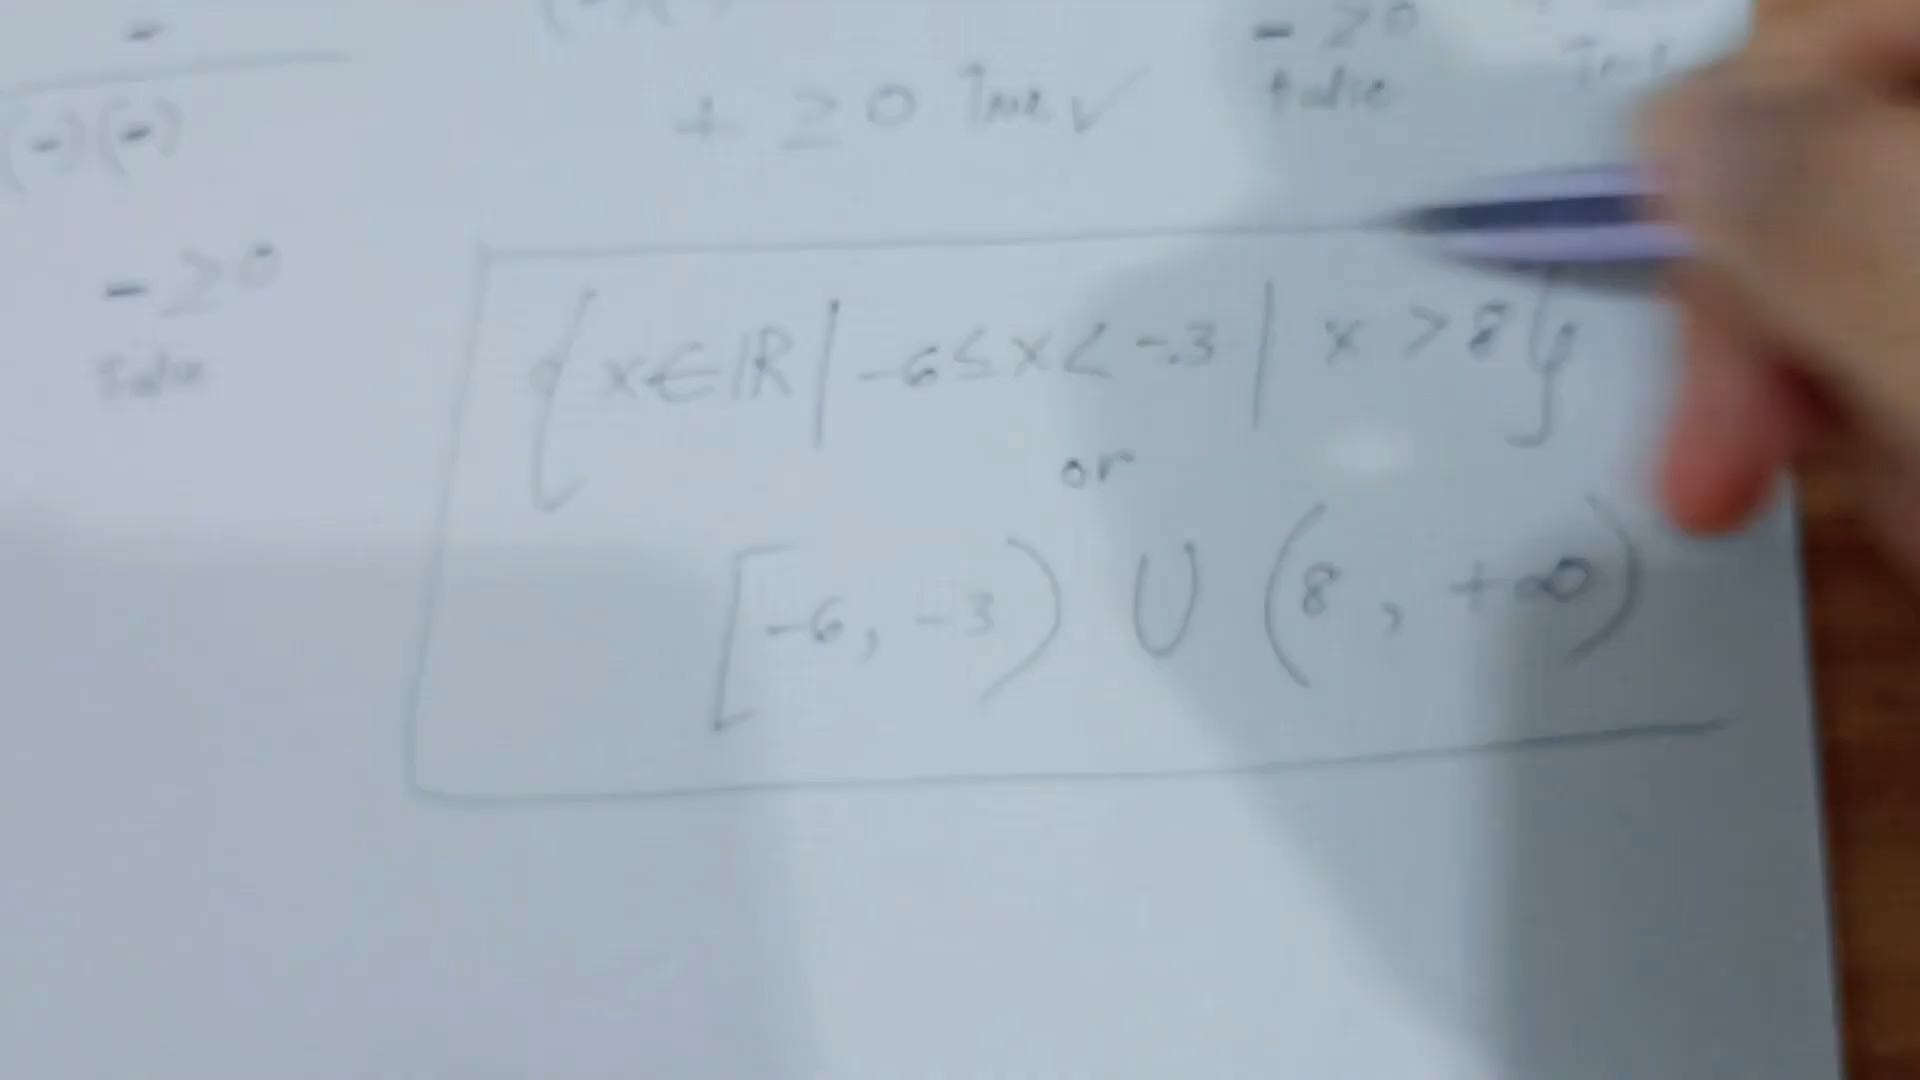 -
(-)(-)
+ ≥ 0 True ✓
- ≥ 0
false
- ≥ 0
False
{x∈ℝ | -6 ≤ x < -3 | x > 8}
or
[-6, -3) ∪ (8, +∞)